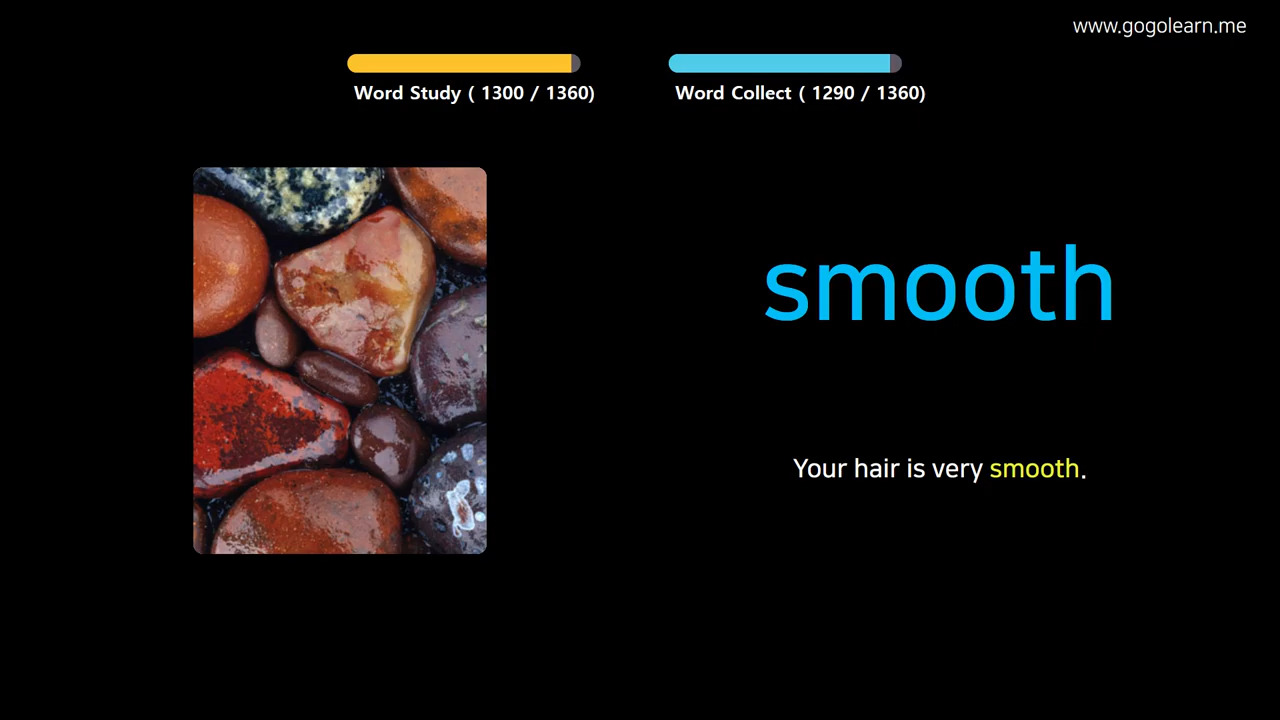 www.gogolearn.me
Word Study ( 1300 / 1360)
Word Collect ( 1290 / 1360)
smooth
Your hair is very smooth.